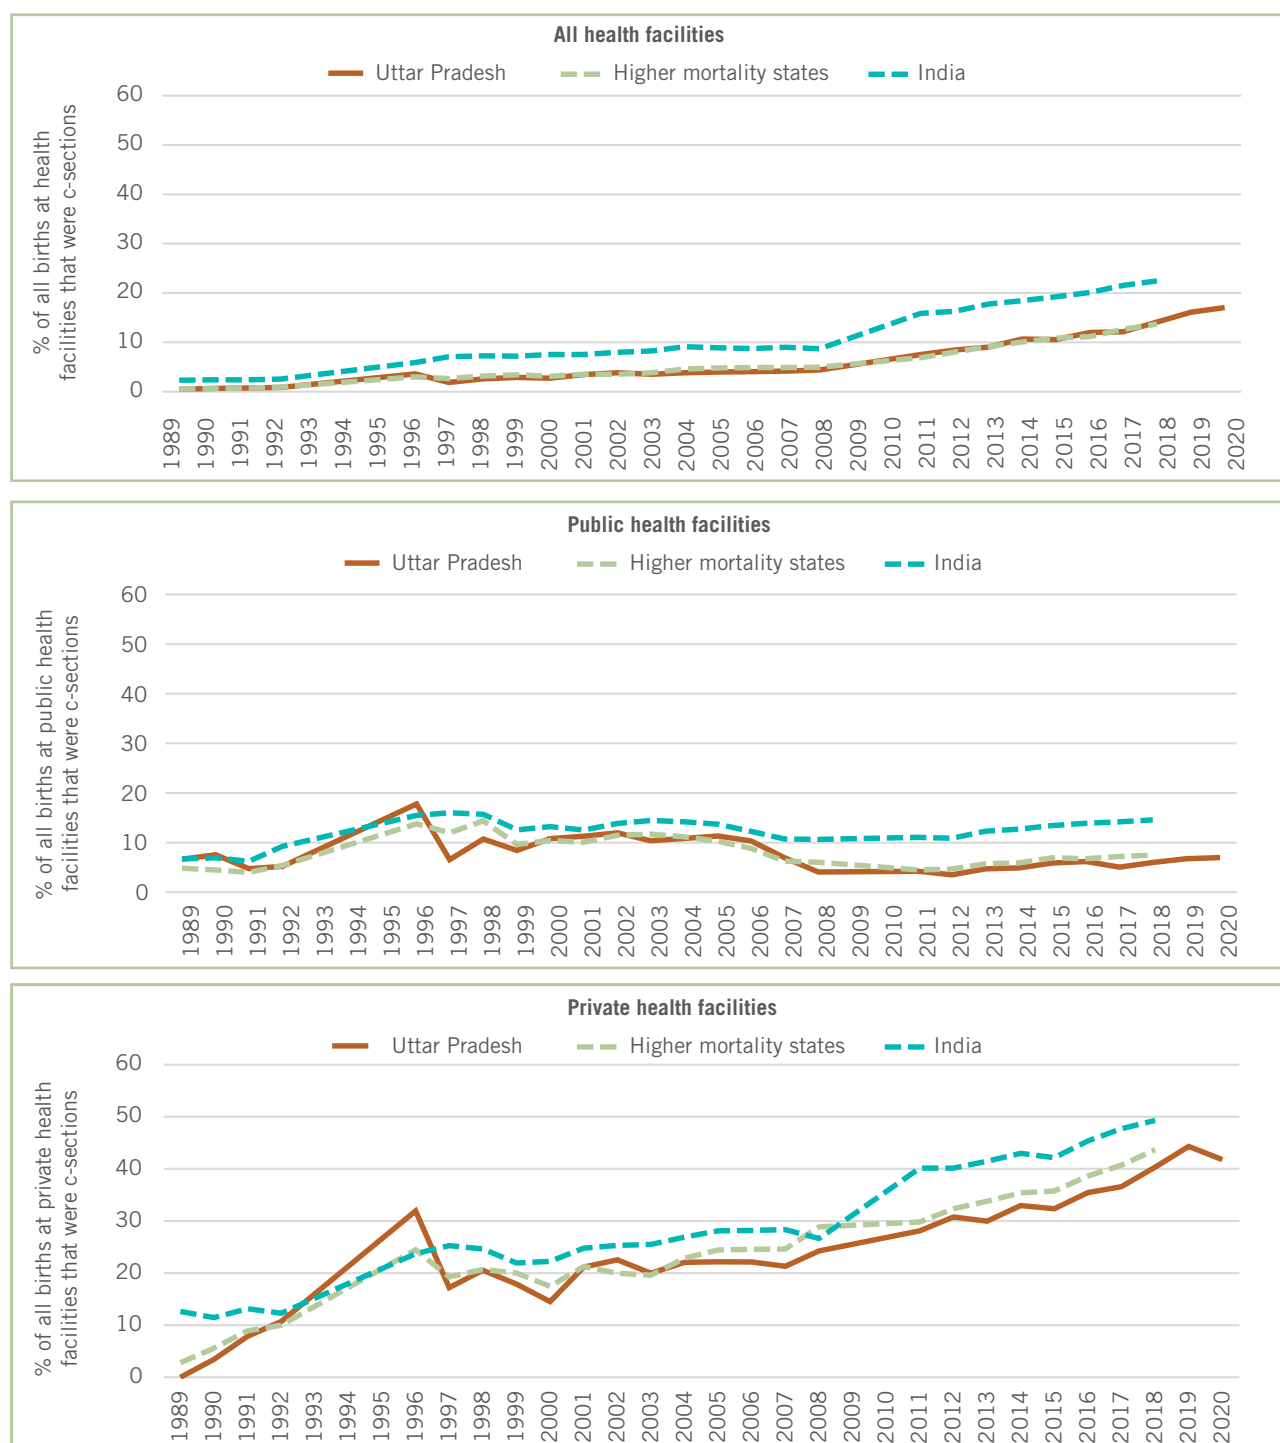 All health facilities
Uttar Pradesh Higher mortality states India
% of all births at health
facilities that were c-sections
60
50
40
30
20
10
0
1989 1990 1991 1992 1993 1994 1995 1996 1997 1998 1999 2000 2001 2002 2003 2004 2005 2006 2007 2008 2009 2010 2011 2012 2013 2014 2015 2016 2017 2018 2019 2020
Public health facilities
Uttar Pradesh Higher mortality states India
% of all births at public health
facilities that were c-sections
60
50
40
30
20
10
0
1989 1990 1991 1992 1993 1994 1995 1996 1997 1998 1999 2000 2001 2002 2003 2004 2005 2006 2007 2008 2009 2010 2011 2012 2013 2014 2015 2016 2017 2018 2019 2020
Private health facilities
Uttar Pradesh Higher mortality states India
% of all births at private health
facilities that were c-sections
60
50
40
30
20
10
0
1989 1990 1991 1992 1993 1994 1995 1996 1997 1998 1999 2000 2001 2002 2003 2004 2005 2006 2007 2008 2009 2010 2011 2012 2013 2014 2015 2016 2017 2018 2019 2020